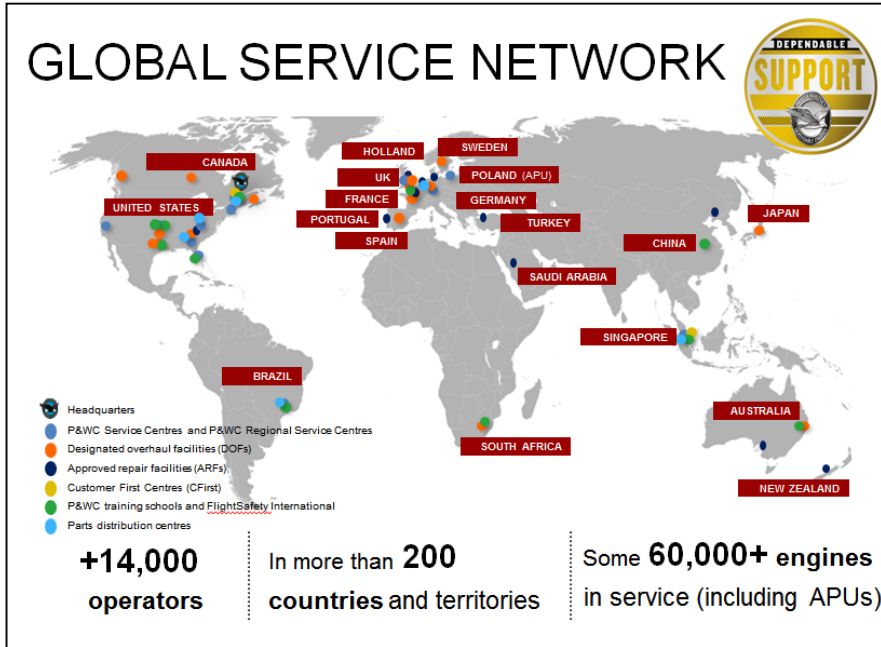 GLOBAL SERVICE NETWORK
DEPENDABLE
SUPPORT
HOLLAND
SWEDEN
CANADA
UK
POLAND (APU)
UNITED STATES
FRANCE
GERMANY
JAPAN
PORTUGAL
TURKEY
CHINA
SPAIN
SAUDI ARABIA
SINGAPORE
BRAZIL
AUSTRALIA
SOUTH AFRICA
NEW ZEALAND
Headquarters
P&WC Service Centres and P&WC Regional Service Centres
Designated overhaul facilities (DOFs)
Approved repair facilities (ARFs)
Customer First Centres (CFirst)
P&WC training schools and FlightSafety International
Parts distribution centres
+14,000
operators
In more than 200
countries and territories
Some 60,000+ engines
in service (including APUs)